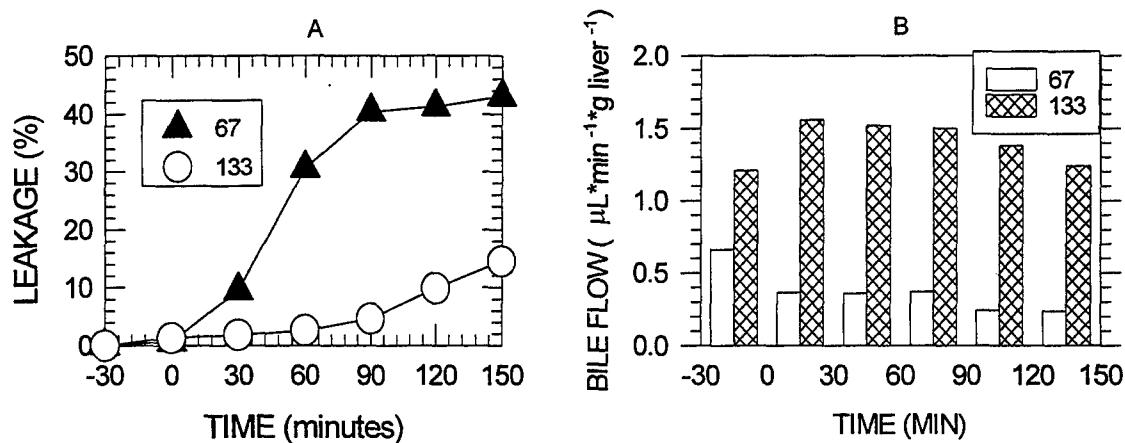 A
50
40
30
20
10
0
LEAKAGE (%)
67
133
-30 0 30 60 90 120 150
TIME (minutes)
B
2.0
1.5
1.0
0.5
0.0
BILE FLOW ( μL*min⁻¹*g liver⁻¹)
67
133
-30 0 30 60 90 120 150
TIME (MIN)